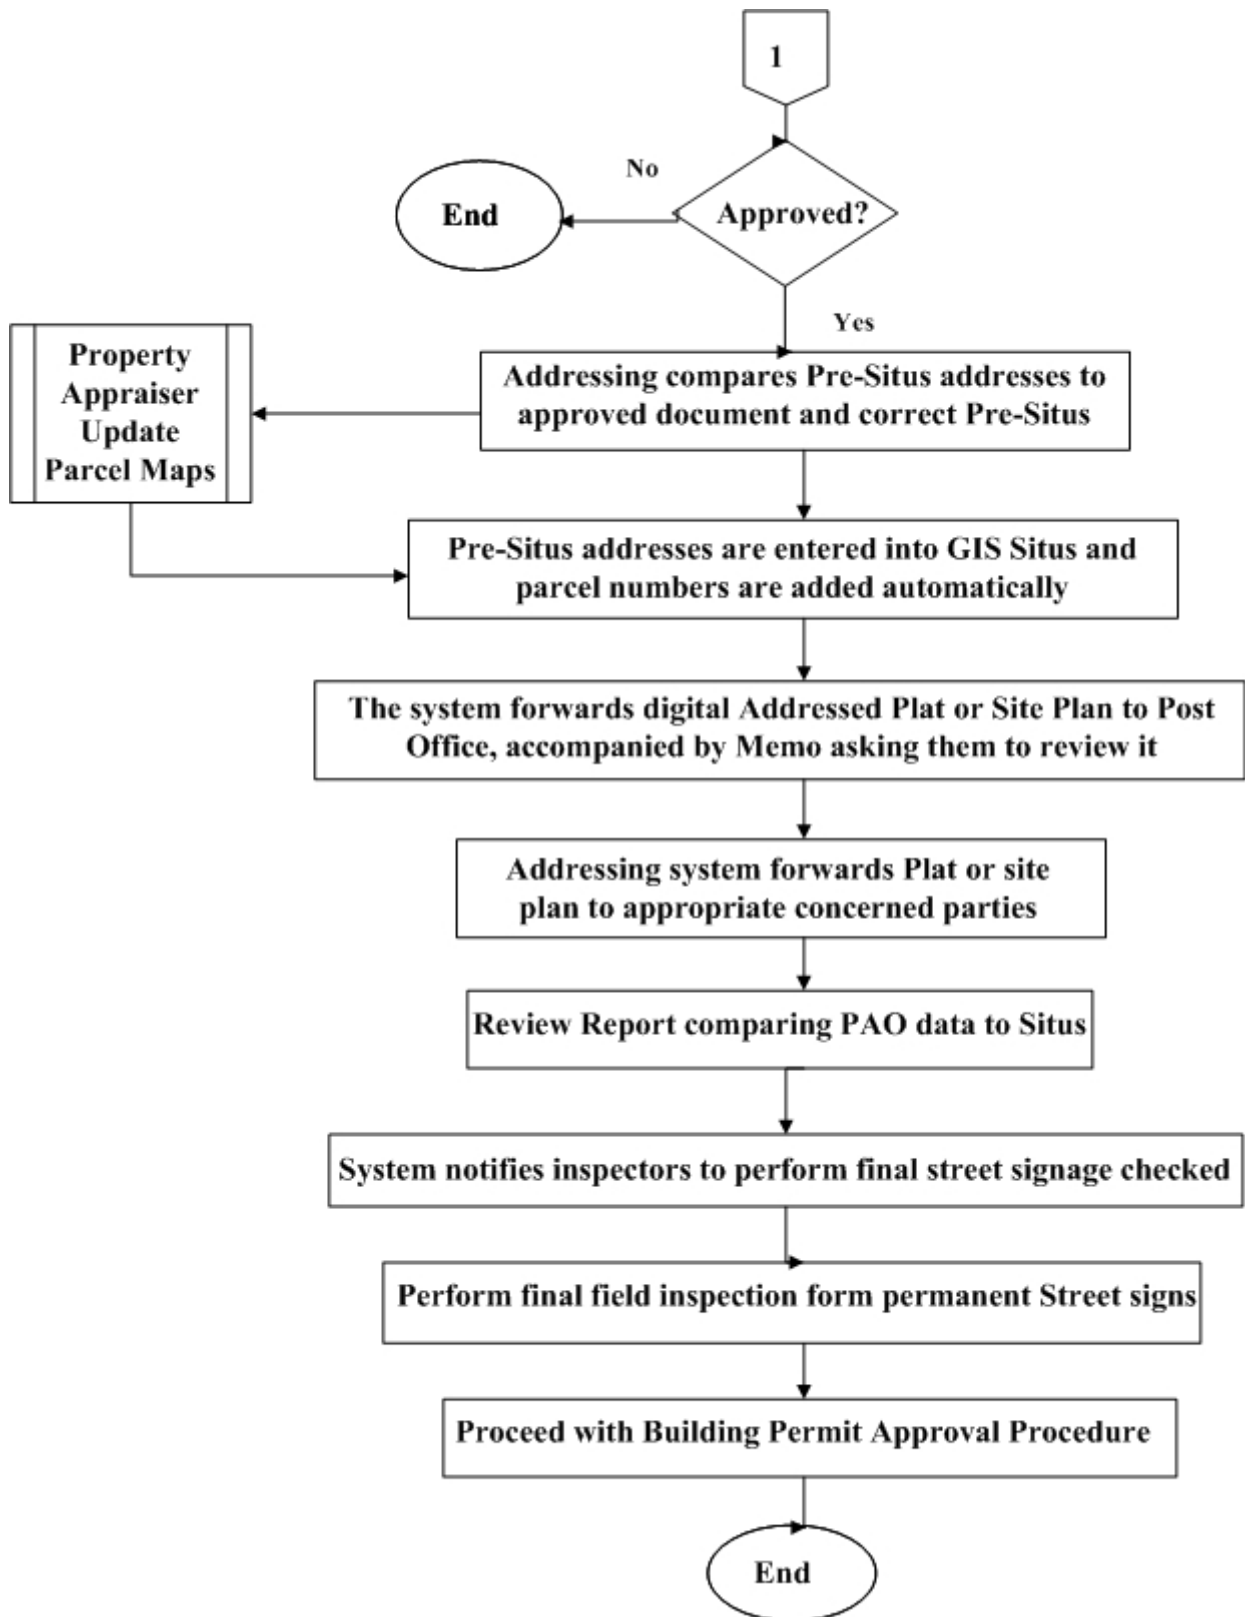 1
No
End
Approved?
Yes
Property
Appraiser
Update
Parcel Maps
Addressing compares Pre-Situs addresses to
approved document and correct Pre-Situs
Pre-Situs addresses are entered into GIS Situs and
parcel numbers are added automatically
The system forwards digital Addressed Plat or Site Plan to Post
Office, accompanied by Memo asking them to review it
Addressing system forwards Plat or site
plan to appropriate concerned parties
Review Report comparing PAO data to Situs
System notifies inspectors to perform final street signage checked
Perform final field inspection form permanent Street signs
Proceed with Building Permit Approval Procedure
End